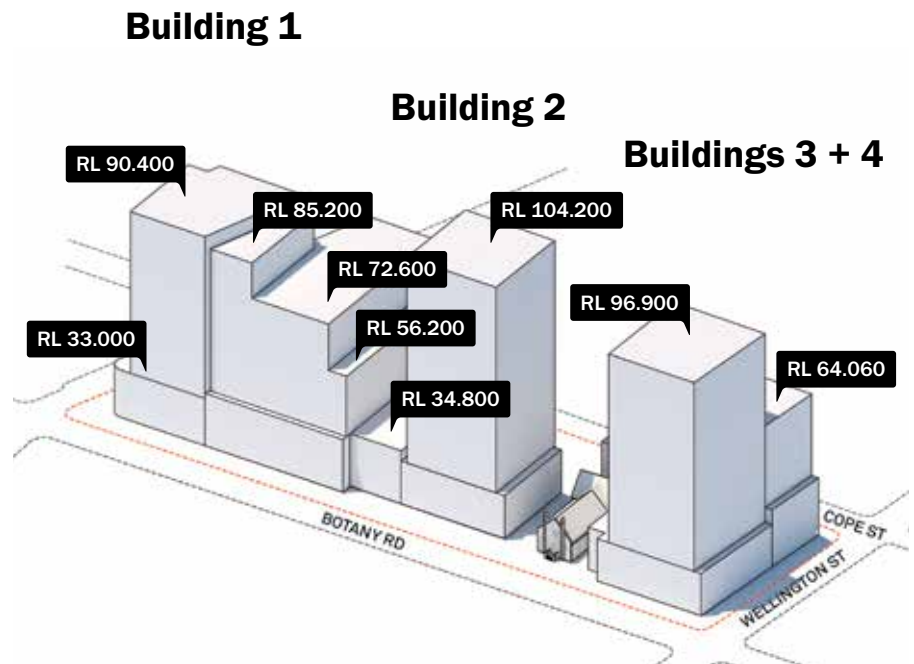 Building 1
Building 2
Buildings 3 + 4
RL 90.400
RL 85.200
RL 104.200
RL 72.600
RL 96.900
RL 56.200
RL 33.000
RL 64.060
RL 34.800
BOTANY RD
COPE ST
WELLINGTON ST